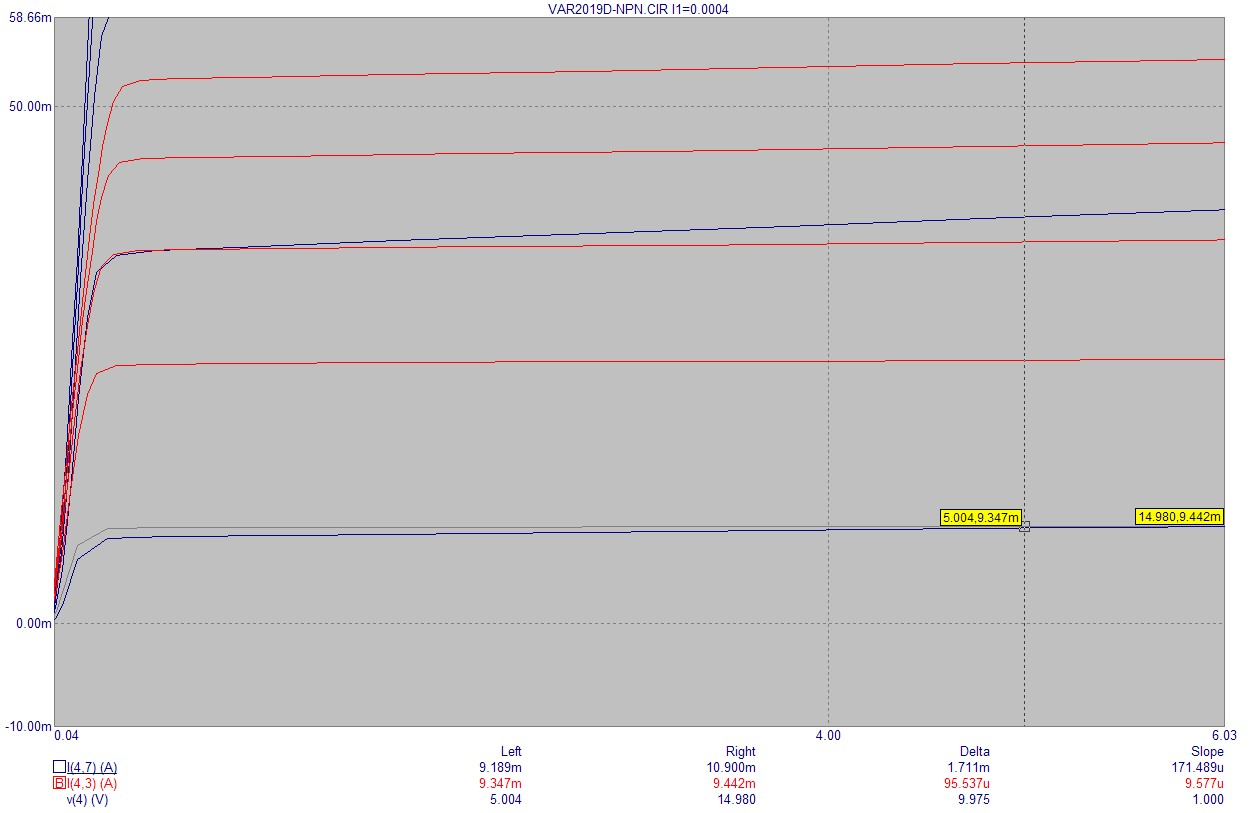 VAR2019D-NPN.CIR I1=0.0004
58.66m
50.00m
5.004,9.347m 14.980,9.442m
0.00m
-10.00m
0.04 4.00 6.03
Left Right Delta Slope
I(4,7) (A) 9.189m 10.900m 1.711m 171.489u
B I(4,3) (A) 9.347m 9.442m 95.537u 9.577u
v(4) (V) 5.004 14.980 9.975 1.000